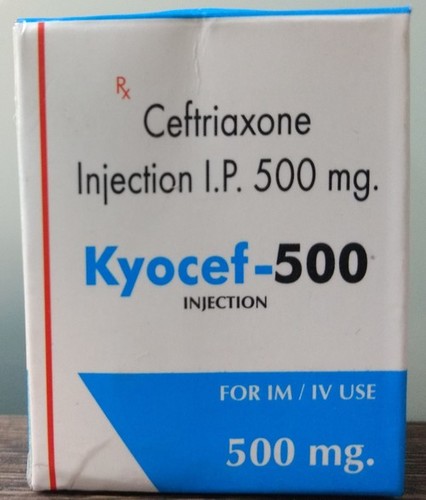 Rx
Ceftriaxone
Injection I.P. 500 mg.
Kyocef-500
INJECTION
FOR IM / IV USE
500 mg.